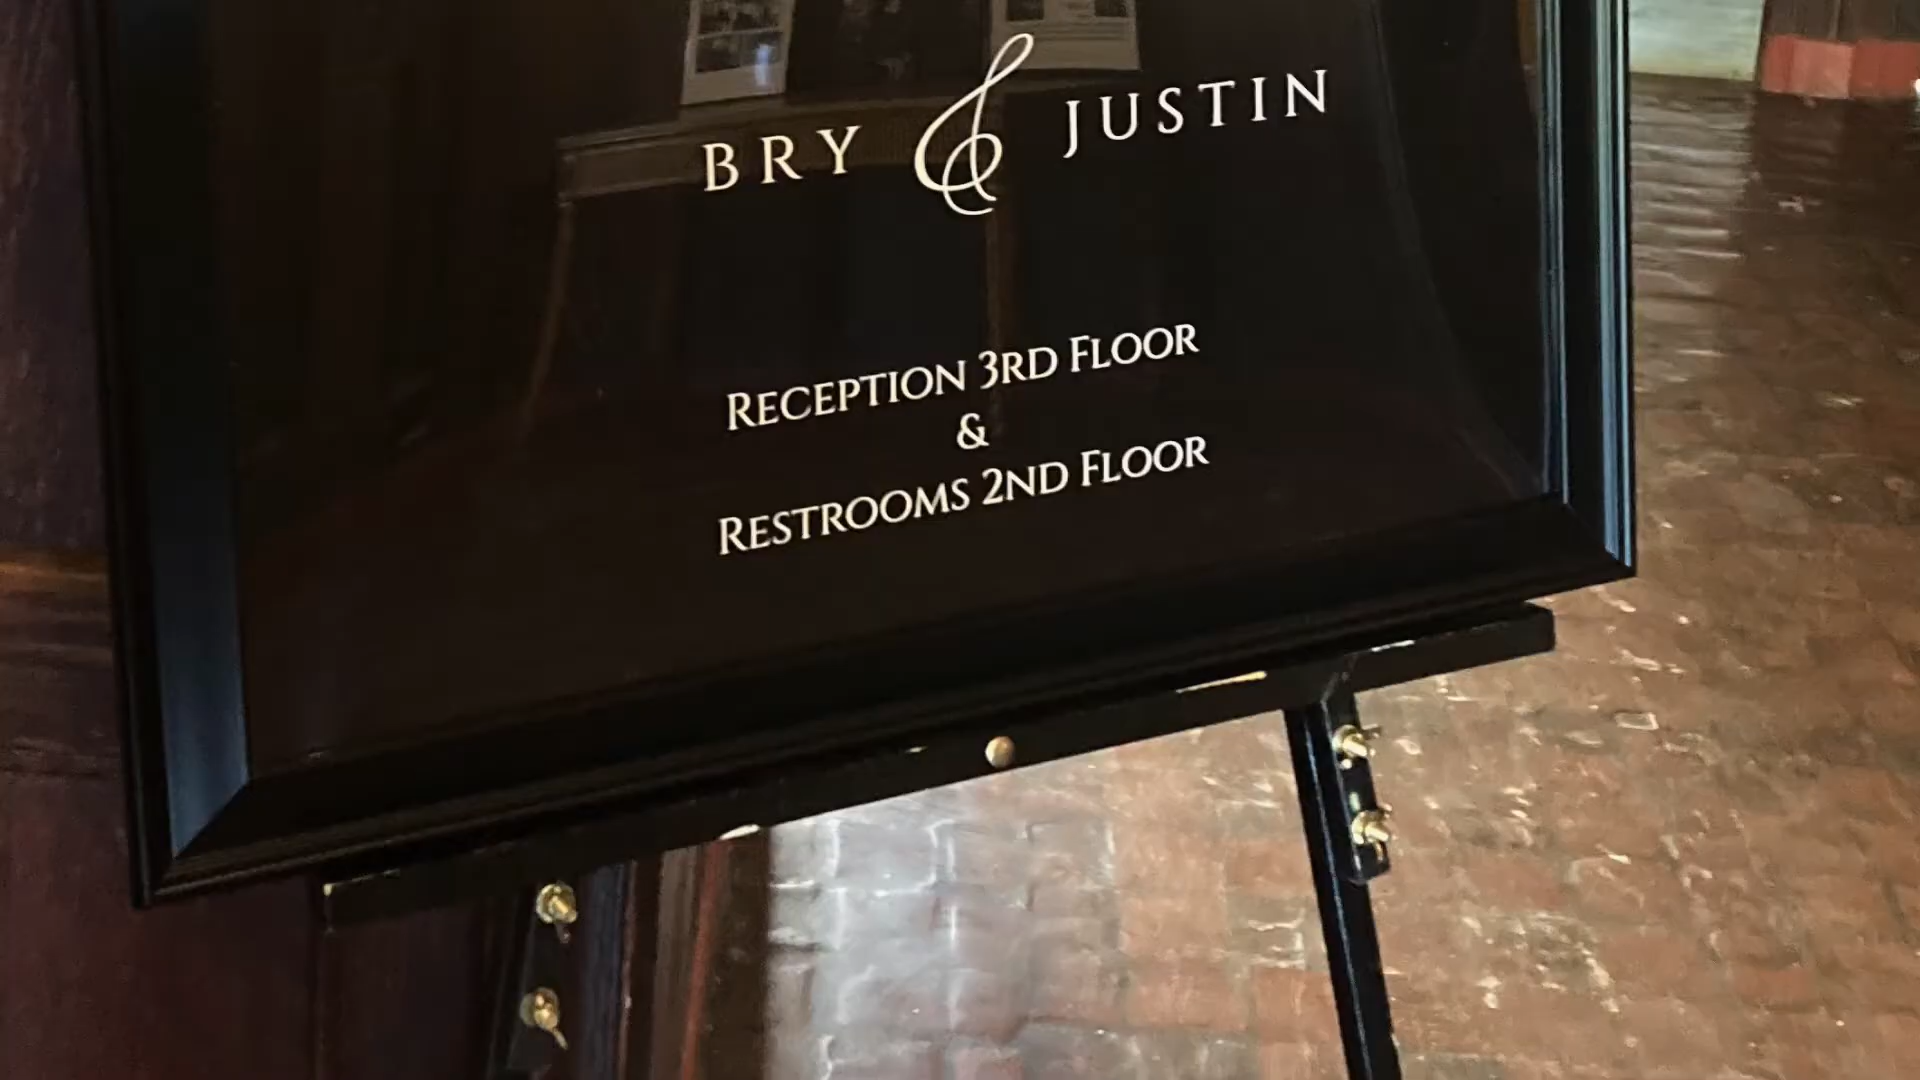 BRY & JUSTIN
RECEPTION 3RD FLOOR
&
RESTROOMS 2ND FLOOR